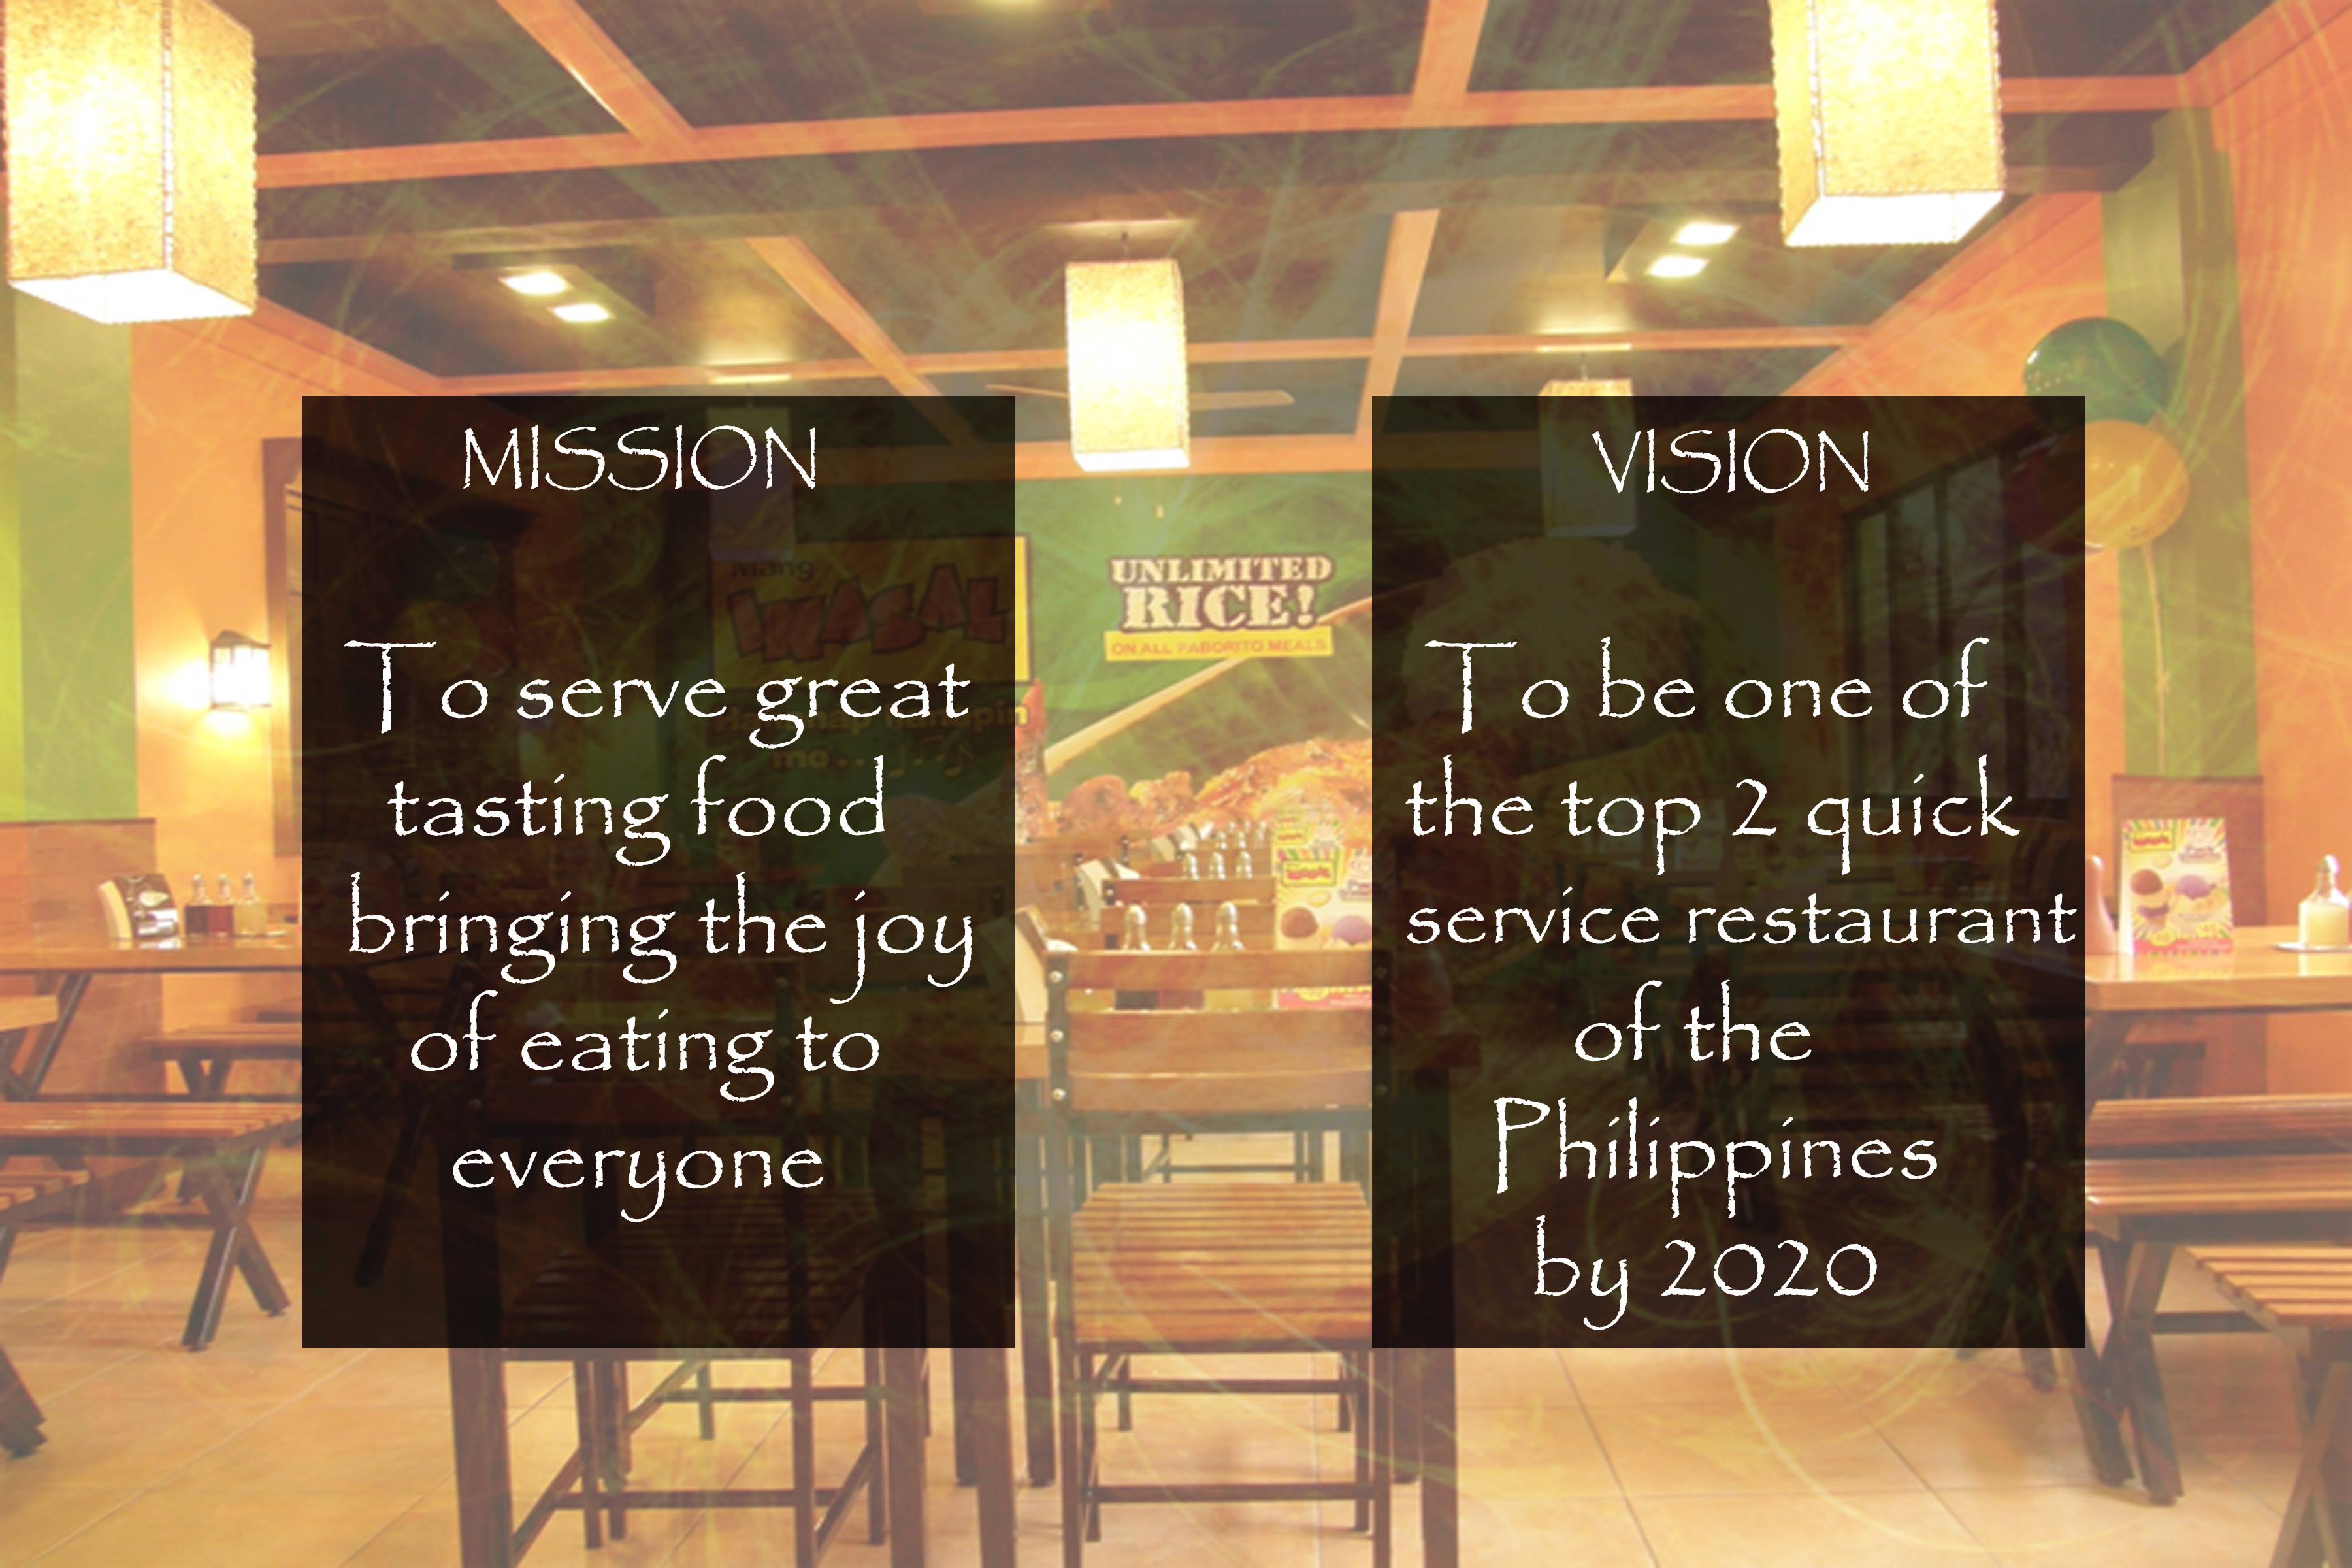 MISSION
To serve great
tasting food
bringing the joy
of eating to
everyone
VISION
To be one of
the top 2 quick
service restaurant
of the
Philippines
by 2020
Mang
INASAL
mo...
UNLIMITED
RICE!
ON ALL PABORITO MEALS